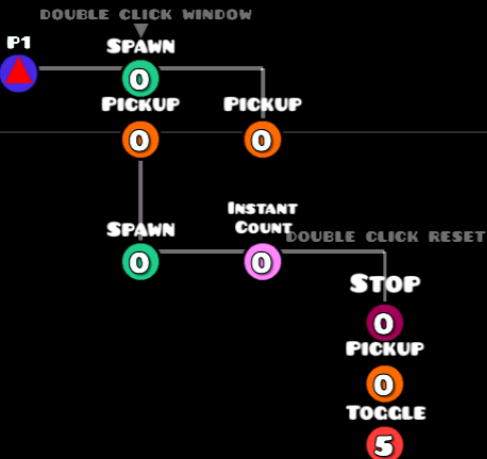 DOUBLE CLICK WINDOW
P1
SPAWN
0
PICKUP
PICKUP
0
0
SPAWN
INSTANT
COUNT
0
0
DOUBLE CLICK RESET
STOP
0
PICKUP
0
TOGGLE
5